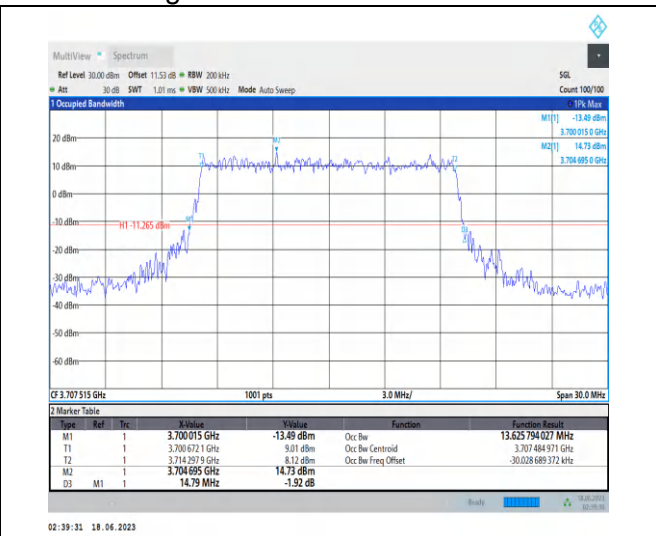 MultiView Spectrum
Ref Level 30.00 dBm Offset 11.53 dB RBW 200 kHz SGL
Att 30 dB SWT 1.01 ms VBW 500 kHz Mode Auto Sweep Count 100/100
1 Occupied Bandwidth 1Pk Max
M1[1] -13.49 dBm
3.700 015 0 GHz
M2[1] 14.73 dBm
3.704 695 0 GHz
20 dBm
M2
T1
T2
10 dBm
0 dBm
M1
-10 dBm
H1 -11.265 dBm
D3
-20 dBm
-30 dBm
-40 dBm
-50 dBm
-60 dBm
CF 3.707 515 GHz 1001 pts 3.0 MHz/ Span 30.0 MHz
2 Marker Table
Type Ref Trc X-Value Y-Value Function Function Result
M1 1 3.700 015 GHz -13.49 dBm Occ Bw 13.625 794 027 MHz
T1 1 3.700 672 1 GHz 9.01 dBm Occ Bw Centroid 3.707 484 971 GHz
T2 1 3.714 297 9 GHz 8.12 dBm Occ Bw Freq Offset -30.028 689 372 kHz
M2 1 3.704 695 GHz 14.73 dBm
D3 M1 1 14.79 MHz -1.92 dB
Ready 18.06.2023
02:39:31 18.06.2023